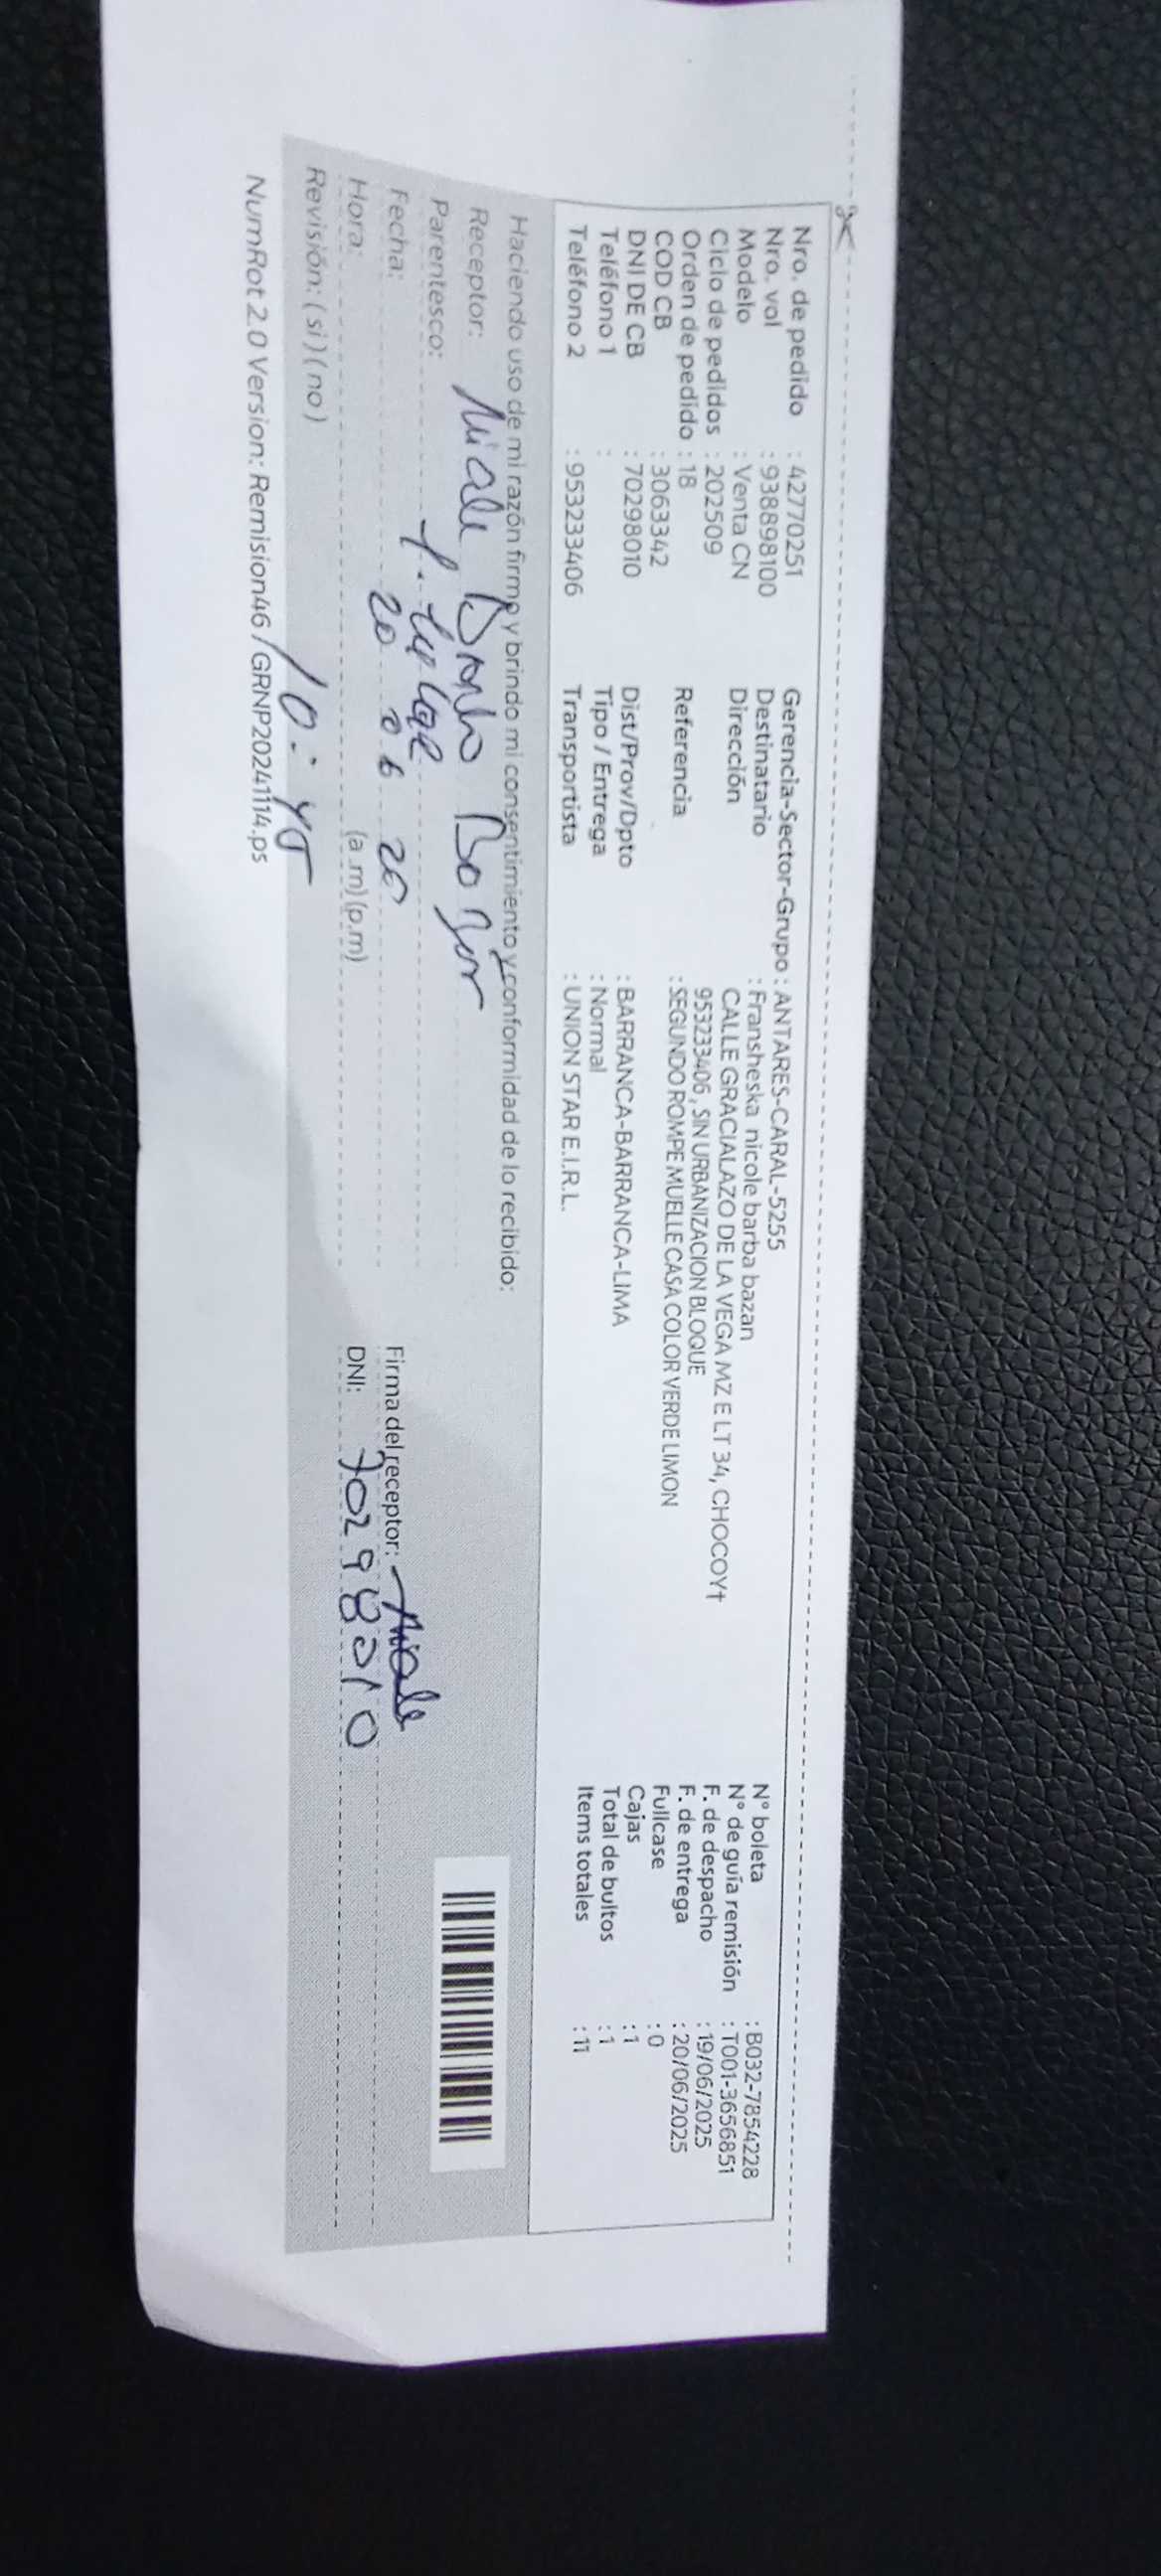 Nro. de pedido : 42770251
Nro. vol : 938898100
Modelo : Venta CN
Ciclo de pedidos : 202509
Orden de pedido : 18
COD CB : 3063342
DNI DE CB : 70298010
Teléfono 1 :
Teléfono 2 : 953233406
Gerencia-Sector-Grupo : ANTARES-CARAL-5255
Destinatario : Fransheska nicole barba bazan
Dirección CALLE GRACIALAZO DE LA VEGA MZ E LT 34, CHOCOY†
953233406 , SIN URBANIZACION BLOQUE
Referencia : SEGUNDO ROMPE MUELLE CASA COLOR VERDE LIMON
Dist/Prov/Dpto : BARRANCA-BARRANCA-LIMA
Tipo / Entrega : Normal
Transportista : UNION STAR E.I.R.L.
N° boleta : B032-7854228
N° de guía remisión : T001-3656851
F. de despacho : 19/06/2025
F. de entrega : 20/06/2025
Fullcase : 0
Cajas : 1
Total de bultos : 1
Items totales : 11
Haciendo uso de mi razón firmo y brindo mi consentimiento y conformidad de lo recibido:
Receptor:
Parentesco:
Fecha: 20 06
Hora: (a.m) (p.m)
Revisión: ( si ) ( no ) 10:
Firma del receptor:
DNI: 70298010
NumRot 2.0 Version: Remision46 / GRNP20241114.ps